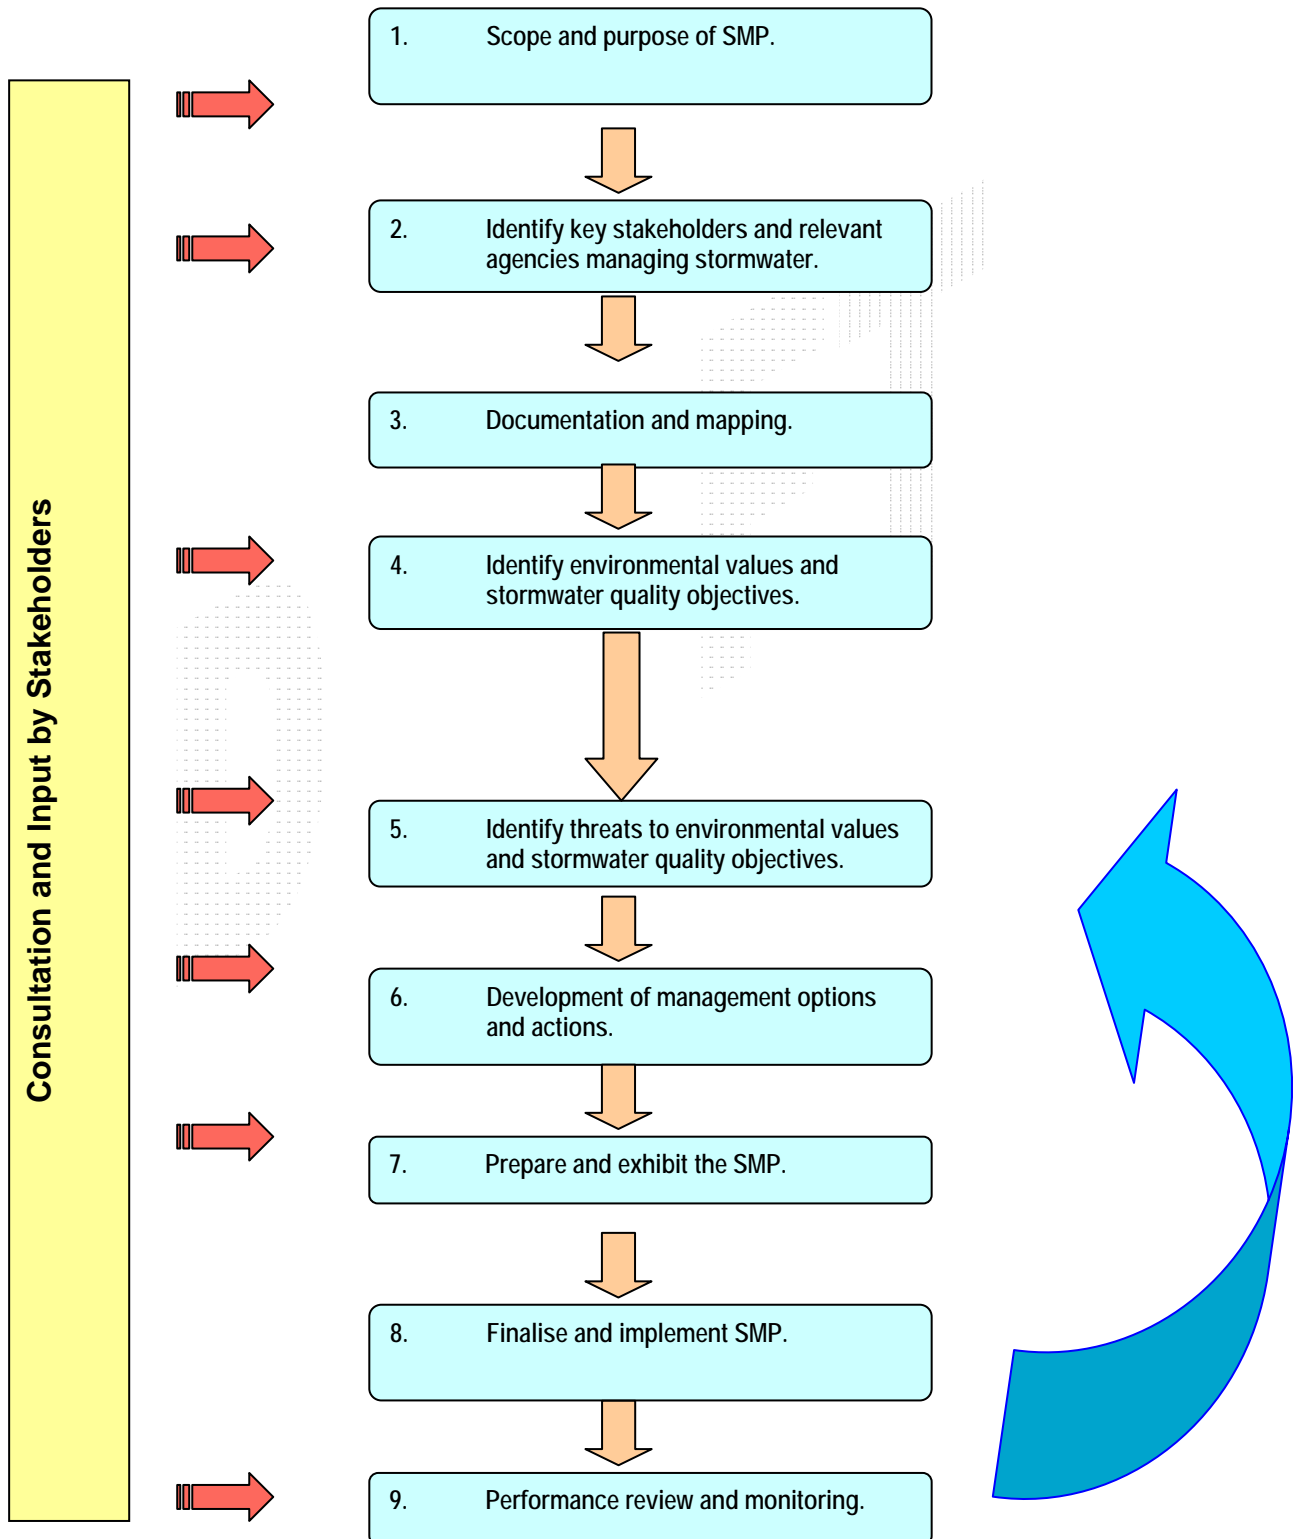 Consultation and Input by Stakeholders
1. Scope and purpose of SMP.
2. Identify key stakeholders and relevant
agencies managing stormwater.
3. Documentation and mapping.
4. Identify environmental values and
stormwater quality objectives.
5. Identify threats to environmental values
and stormwater quality objectives.
6. Development of management options
and actions.
7. Prepare and exhibit the SMP.
8. Finalise and implement SMP.
9. Performance review and monitoring.